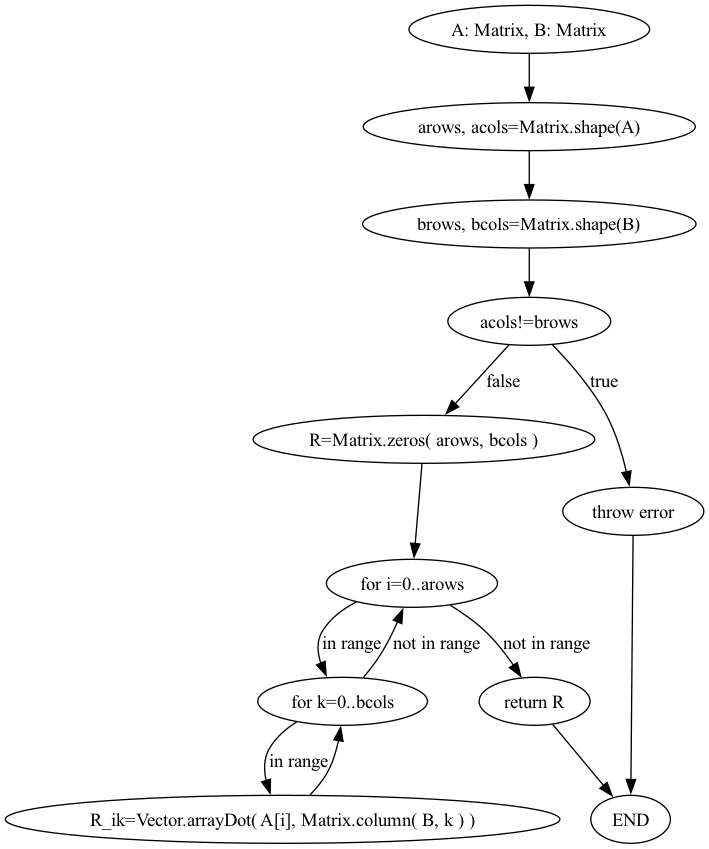 A: Matrix, B: Matrix
arows, acols=Matrix.shape(A)
brows, bcols=Matrix.shape(B)
acols!=brows
false
true
R=Matrix.zeros( arows, bcols )
throw error
for i=0..arows
in range
not in range
not in range
for k=0..bcols
return R
in range
R_ik=Vector.arrayDot( A[i], Matrix.column( B, k ) )
END